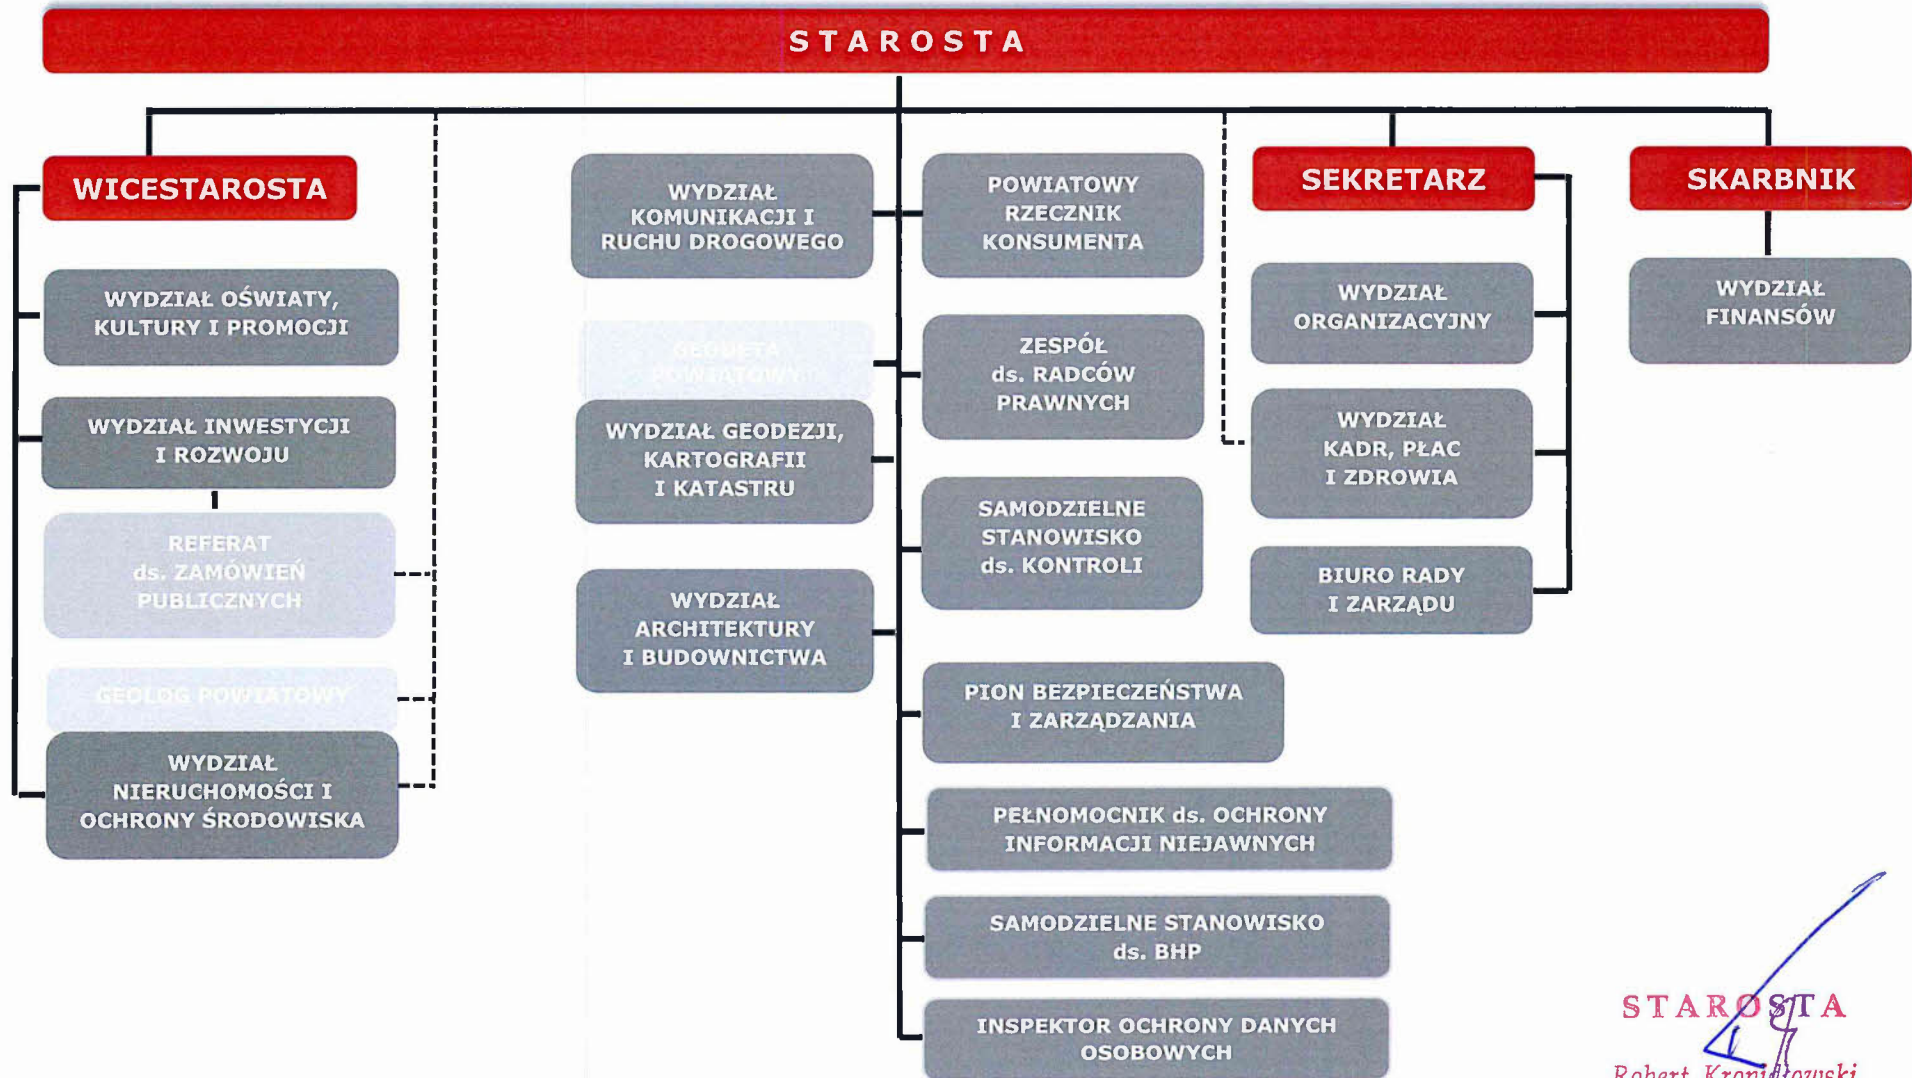 STAROSTA
WICESTAROSTA
WYDZIAŁ OŚWIATY,
KULTURY I PROMOCJI
WYDZIAŁ INWESTYCJI
I ROZWOJU
REFERAT
ds. ZAMÓWIEŃ
PUBLICZNYCH
GEOLOG POWIATOWY
WYDZIAŁ
NIERUCHOMOŚCI I
OCHRONY ŚRODOWISKA
WYDZIAŁ
KOMUNIKACJI I
RUCHU DROGOWEGO
GEODETA
POWIATOWY
WYDZIAŁ GEODEZJI,
KARTOGRAFII
I KATASTRU
WYDZIAŁ
ARCHITEKTURY
I BUDOWNICTWA
POWIATOWY
RZECZNIK
KONSUMENTA
ZESPÓŁ
ds. RADCÓW
PRAWNYCH
SAMODZIELNE
STANOWISKO
ds. KONTROLI
PION BEZPIECZEŃSTWA
I ZARZĄDZANIA
PEŁNOMOCNIK ds. OCHRONY
INFORMACJI NIEJAWNYCH
SAMODZIELNE STANOWISKO
ds. BHP
INSPEKTOR OCHRONY DANYCH
OSOBOWYCH
SEKRETARZ
WYDZIAŁ
ORGANIZACYJNY
WYDZIAŁ
KADR, PŁAC
I ZDROWIA
BIURO RADY
I ZARZĄDU
SKARBNIK
WYDZIAŁ
FINANSÓW
STAROSTA
Robert